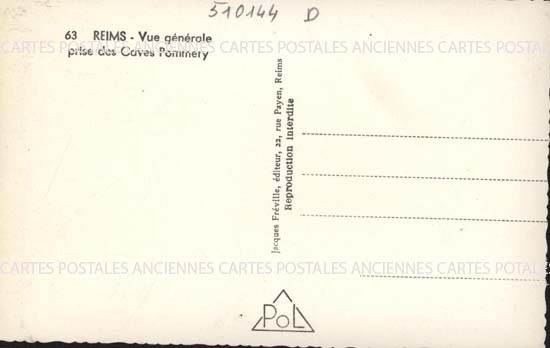 510144 D
63 REIMS - Vue générale
prise des Caves Pommery
CARTES POSTALES ANCIENNES CARTES POSTALES ANCIENNES CARTES POSTALES
Jacques Fréville, éditeur, 22, rue Payen, Reims
Reproduction Interdite
CARTES POSTALES ANCIENNES CARTES POSTALES ANCIENNES CARTES POSTALES
PoL